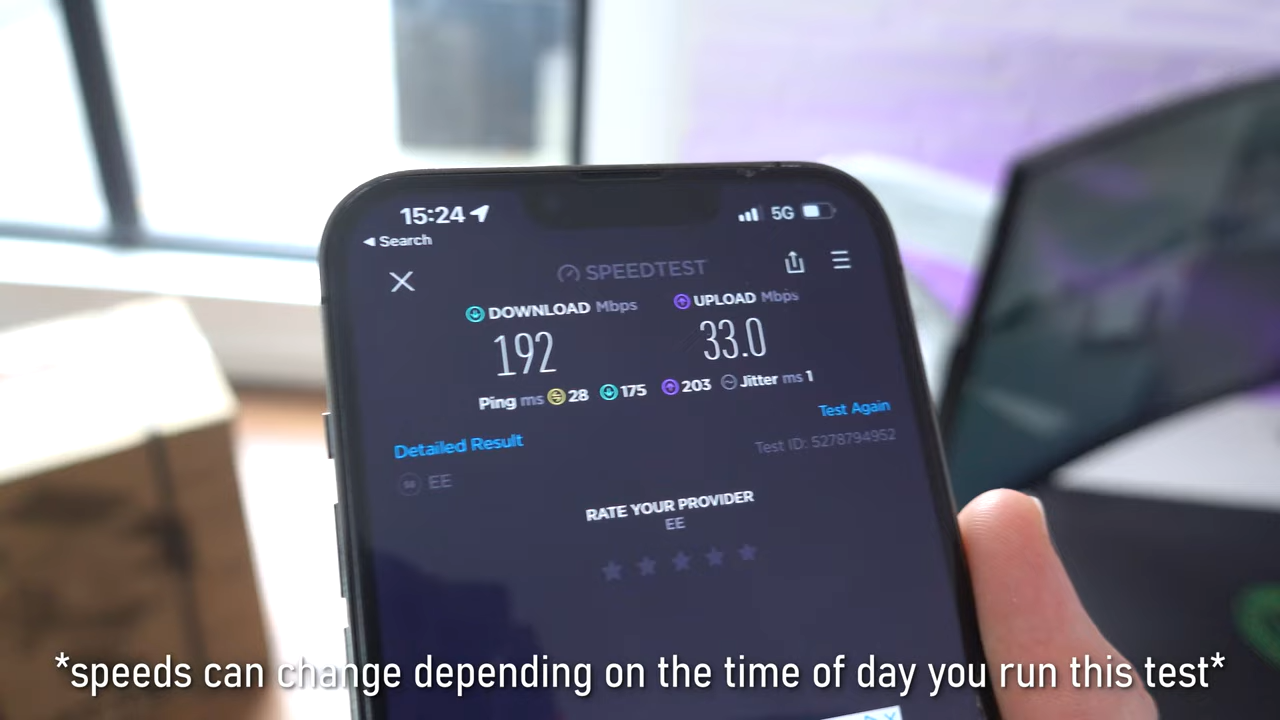 15:24
5G
Search
SPEEDTEST
DOWNLOAD Mbps
UPLOAD Mbps
192
33.0
Ping ms 28 175 203 Jitter ms 1
Test Again
Detailed Result
Test ID: 5278794952
EE
RATE YOUR PROVIDER
EE
*speeds can change depending on the time of day you run this test*